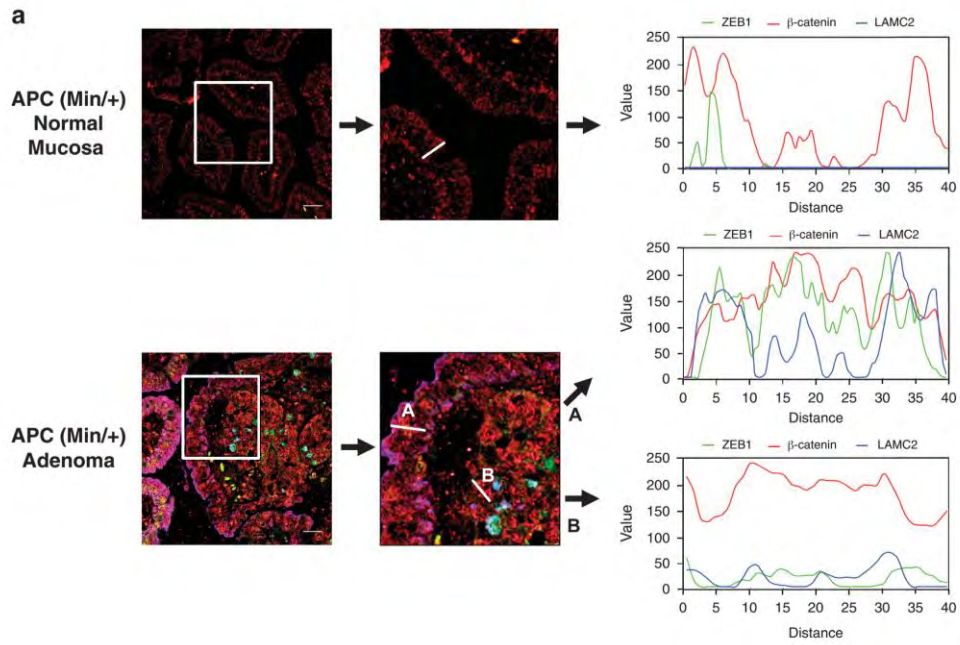 a
APC (Min/+)
Normal
Mucosa
ZEB1 β-catenin LAMC2
Value
250
200
150
100
50
0
0 5 10 15 20 25 30 35 40
Distance
APC (Min/+)
Adenoma
A
B
A
B
ZEB1 β-catenin LAMC2
Value
250
200
150
100
50
0
0 5 10 15 20 25 30 35 40
Distance
ZEB1 β-catenin LAMC2
Value
250
200
150
100
50
0
0 5 10 15 20 25 30 35 40
Distance